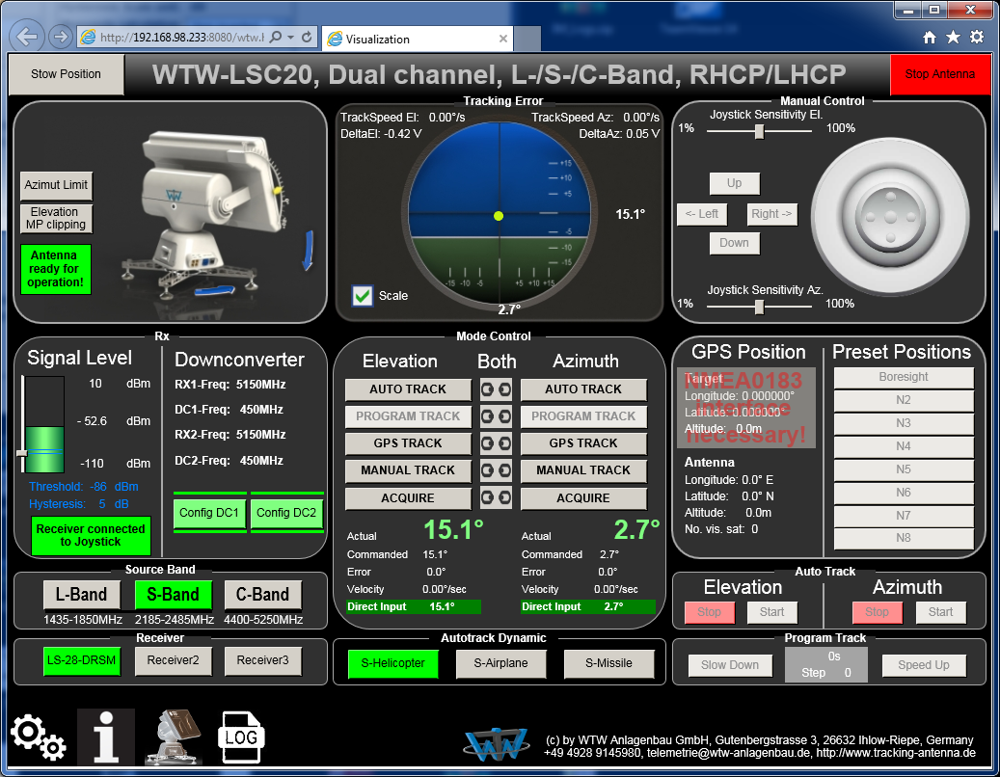 http://192.168.98.233:8080/wtw.h
Visualization
Stow Position
WTW-LSC20, Dual channel, L-/S-/C-Band, RHCP/LHCP
Stop Antenna
Azimut Limit
Elevation
MP clipping
Antenna
ready for
operation!
WTW
Tracking Error
TrackSpeed El: 0.00°/s
TrackSpeed Az: 0.00°/s
DeltaEl: -0.42 V
DeltaAz: 0.05 V
+15
+10
+5
-5
-10
-15
-15 -10 -5 +5 +10 +15
15.1°
Scale
2.7°
Manual Control
Joystick Sensitivity El.
1%
100%
Up
<- Left
Right ->
Down
Joystick Sensitivity Az.
1%
100%
Rx
Signal Level
10 dBm
- 52.6 dBm
-110 dBm
Threshold: -86 dBm
Hysteresis: 5 dB
Receiver connected
to Joystick
Downconverter
RX1-Freq: 5150MHz
DC1-Freq: 450MHz
RX2-Freq: 5150MHz
DC2-Freq: 450MHz
Config DC1
Config DC2
Mode Control
Elevation Both Azimuth
AUTO TRACK AUTO TRACK
PROGRAM TRACK PROGRAM TRACK
GPS TRACK GPS TRACK
MANUAL TRACK MANUAL TRACK
ACQUIRE ACQUIRE
Actual 15.1° Actual 2.7°
Commanded 15.1° Commanded 2.7°
Error 0.0° Error 0.0°
Velocity 0.00°/sec Velocity 0.00°/sec
Direct Input 15.1° Direct Input 2.7°
GPS Position
Target
Longitude: 0.000000°
Latitude: 0.000000°
Altitude: 0.0m
NMEA0183
interface
necessary!
Antenna
Longitude: 0.0° E
Latitude: 0.0° N
Altitude: 0.0m
No. vis. sat: 0
Preset Positions
Boresight
N2
N3
N4
N5
N6
N7
N8
Source Band
L-Band S-Band C-Band
1435-1850MHz 2185-2485MHz 4400-5250MHz
Receiver
LS-28-DRSM Receiver2 Receiver3
Autotrack Dynamic
S-Helicopter S-Airplane S-Missile
Auto Track
Elevation Azimuth
Stop Start Stop Start
Program Track
Slow Down
0s
Step 0
Speed Up
LOG
WTW
(c) by WTW Anlagenbau GmbH, Gutenbergstrasse 3, 26632 Ihlow-Riepe, Germany
+49 4928 9145980, telemetrie@wtw-anlagenbau.de, http://www.tracking-antenna.de